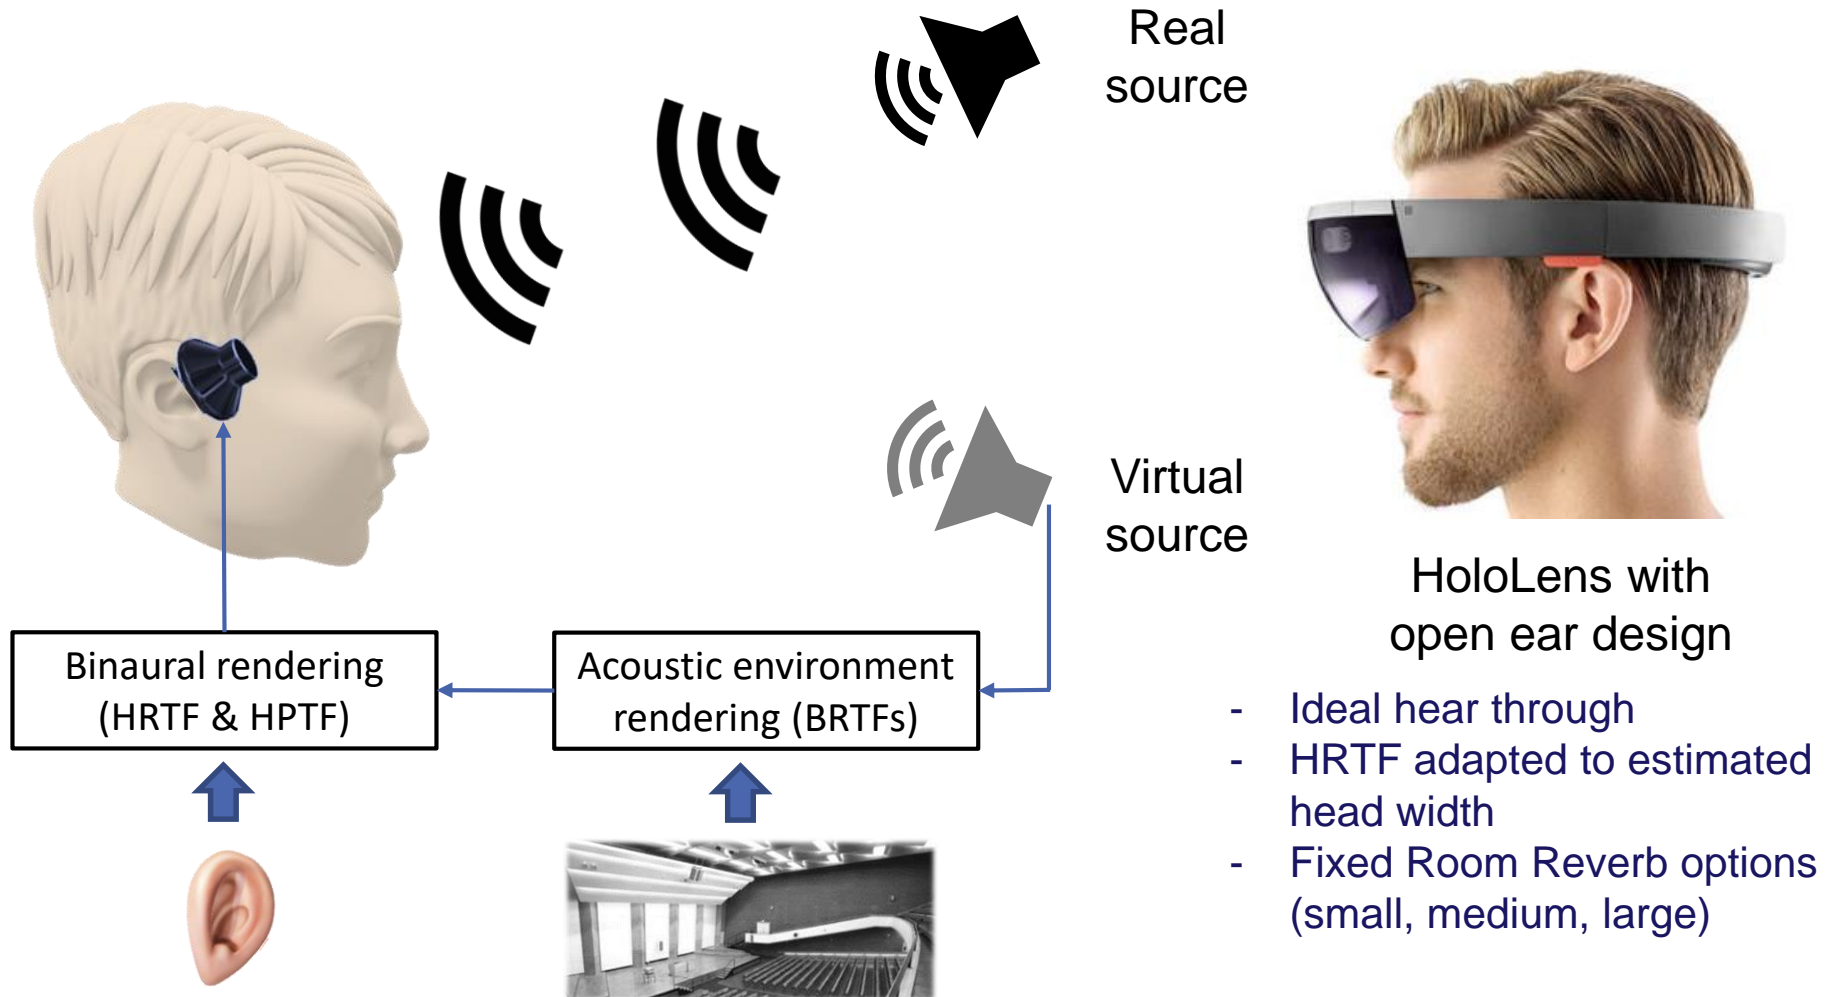 Real
source
Virtual
source
Binaural rendering
(HRTF & HPTF)
Acoustic environment
rendering (BRTFs)
HoloLens with
open ear design
- Ideal hear through
- HRTF adapted to estimated
head width
- Fixed Room Reverb options
(small, medium, large)